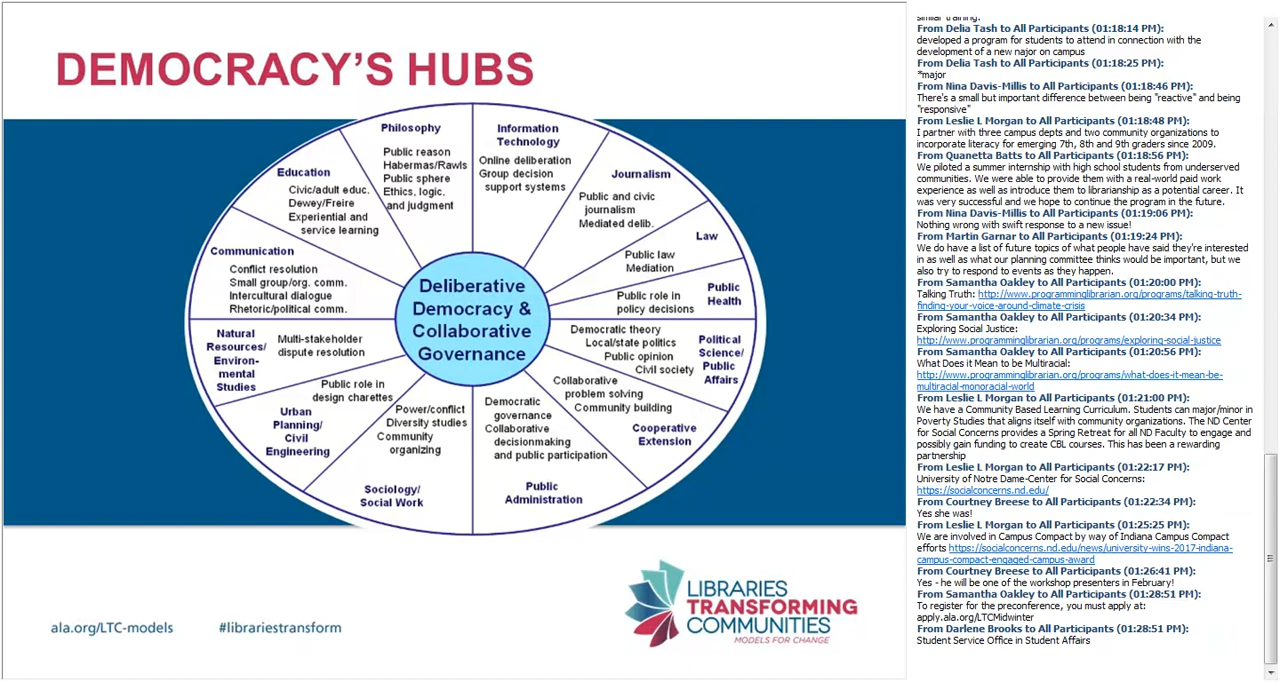 DEMOCRACY'S HUBS
Philosophy
Public reason
Habermas/Rawls
Public sphere
Ethics, logic,
and judgment
Information
Technology
Online deliberation
Group decision
support systems
Education
Civic/adult educ.
Dewey/Freire
Experiential and
service learning
Journalism
Public and civic
journalism
Mediated delib.
Communication
Conflict resolution
Small group/org. comm.
Intercultural dialogue
Rhetoric/political comm.
Law
Public law
Mediation
Deliberative
Democracy &
Collaborative
Governance
Public
Health
Public role in
policy decisions
Natural
Resources/
Environ-
mental
Studies
Multi-stakeholder
dispute resolution
Democratic theory
Local/state politics
Public opinion
Civil society
Political
Science/
Public
Affairs
Public role in
design charettes
Urban
Planning/
Civil
Engineering
Power/conflict
Diversity studies
Community
organizing
Sociology/
Social Work
Democratic
governance
Collaborative
decisionmaking
and public participation
Public
Administration
Collaborative
problem solving
Community building
Cooperative
Extension
ala.org/LTC-models
#librariestransform
LIBRARIES
TRANSFORMING
COMMUNITIES
MODELS FOR CHANGE
similar training.
From Delia Tash to All Participants (01:18:14 PM):
developed a program for students to attend in connection with the
development of a new najor on campus
From Delia Tash to All Participants (01:18:25 PM):
*major
From Nina Davis-Millis to All Participants (01:18:46 PM):
There's a small but important difference between being "reactive" and being
"responsive"
From Leslie L Morgan to All Participants (01:18:48 PM):
I partner with three campus depts and two community organizations to
incorporate literacy for emerging 7th, 8th and 9th graders since 2009.
From Quanetta Batts to All Participants (01:18:56 PM):
We piloted a summer internship with high school students from underserved
communities. We were able to provide them with a real-world paid work
experience as well as introduce them to librarianship as a potential career. It
was very successful and we hope to continue the program in the future.
From Nina Davis-Millis to All Participants (01:19:06 PM):
Nothing wrong with swift response to a new issue!
From Martin Garnar to All Participants (01:19:24 PM):
We do have a list of future topics of what people have said they're interested
in as well as what our planning committee thinks would be important, but we
also try to respond to events as they happen.
From Samantha Oakley to All Participants (01:20:00 PM):
Talking Truth: http://www.programminglibrarian.org/programs/talking-truth-
finding-your-voice-around-climate-crisis
From Samantha Oakley to All Participants (01:20:34 PM):
Exploring Social Justice:
http://www.programminglibrarian.org/programs/exploring-social-justice
From Samantha Oakley to All Participants (01:20:56 PM):
What Does it Mean to be Multiracial:
http://www.programminglibrarian.org/programs/what-does-it-mean-be-
multiracial-monoracial-world
From Leslie L Morgan to All Participants (01:21:00 PM):
We have a Community Based Learning Curriculum. Students can major/minor in
Poverty Studies that aligns itself with community organizations. The ND Center
for Social Concerns provides a Spring Retreat for all ND Faculty to engage and
possibly gain funding to create CBL courses. This has been a rewarding
partnership
From Leslie L Morgan to All Participants (01:22:17 PM):
University of Notre Dame-Center for Social Concerns:
https://socialconcerns.nd.edu/
From Courtney Breese to All Participants (01:22:34 PM):
Yes she was!
From Leslie L Morgan to All Participants (01:25:25 PM):
We are involved in Campus Compact by way of Indiana Campus Compact
efforts https://socialconcerns.nd.edu/news/university-wins-2017-indiana-
campus-compact-engaged-campus-award
From Courtney Breese to All Participants (01:26:41 PM):
Yes - he will be one of the workshop presenters in February!
From Samantha Oakley to All Participants (01:28:51 PM):
To register for the preconference, you must apply at:
apply.ala.org/LTCMidwinter
From Darlene Brooks to All Participants (01:28:51 PM):
Student Service Office in Student Affairs